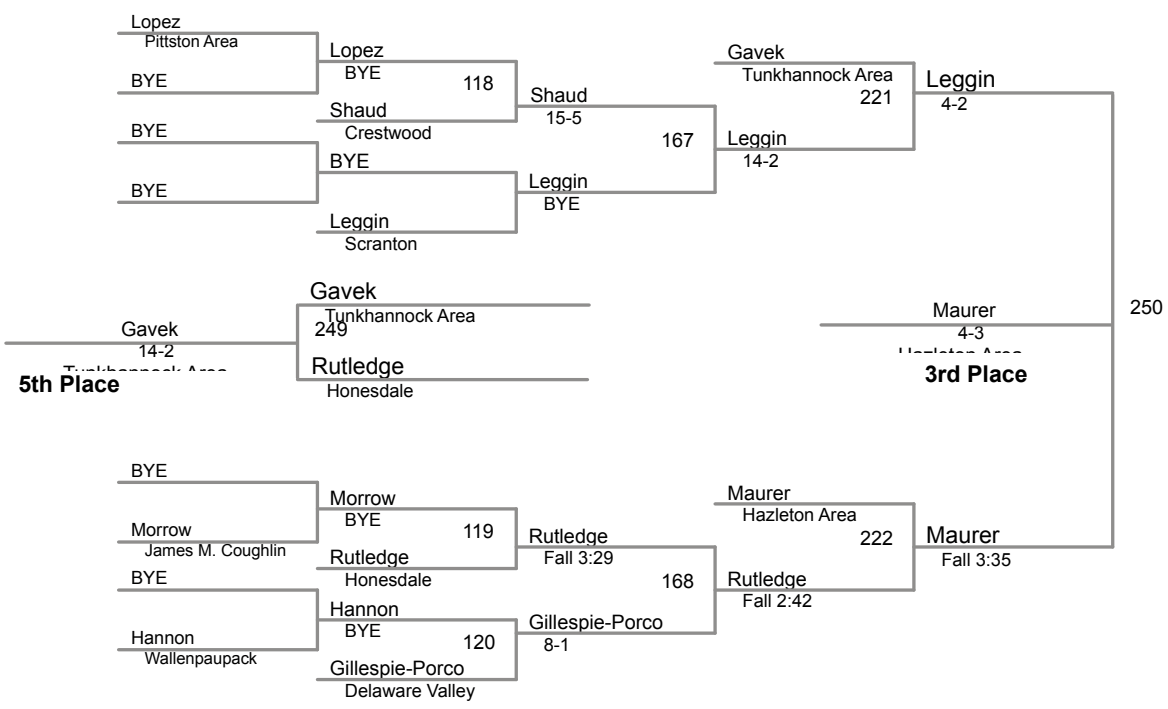 Lopez
Pittston Area
BYE
Lopez
BYE
118
Shaud
Crestwood
Shaud
15-5
BYE
BYE
BYE
Leggin
Scranton
Leggin
BYE
167
Gavek
Tunkhannock Area
221
Leggin
14-2
Leggin
4-2
Gavek
Tunkhannock Area
249
Gavek
14-2
5th Place
Rutledge
Honesdale
Maurer
4-3
3rd Place
250
BYE
Morrow
James M. Coughlin
Morrow
BYE
119
Rutledge
Honesdale
Rutledge
Fall 3:29
BYE
Hannon
Wallenpaupack
Hannon
BYE
120
Gillespie-Porco
Delaware Valley
Gillespie-Porco
8-1
168
Maurer
Hazleton Area
222
Rutledge
Fall 2:42
Maurer
Fall 3:35